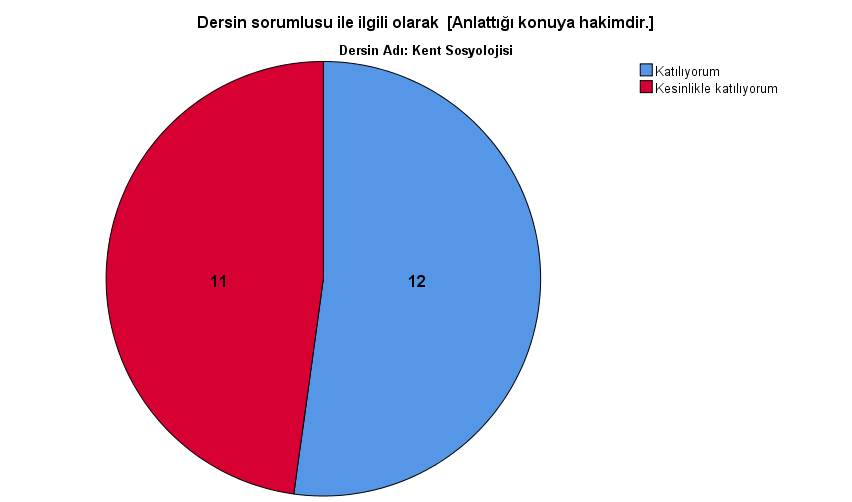 Dersin sorumlusu ile ilgili olarak  [Anlattığı konuya hakimdir.]
Dersin Adı: Kent Sosyolojisi
Katılıyorum
Kesinlikle katılıyorum
11
12